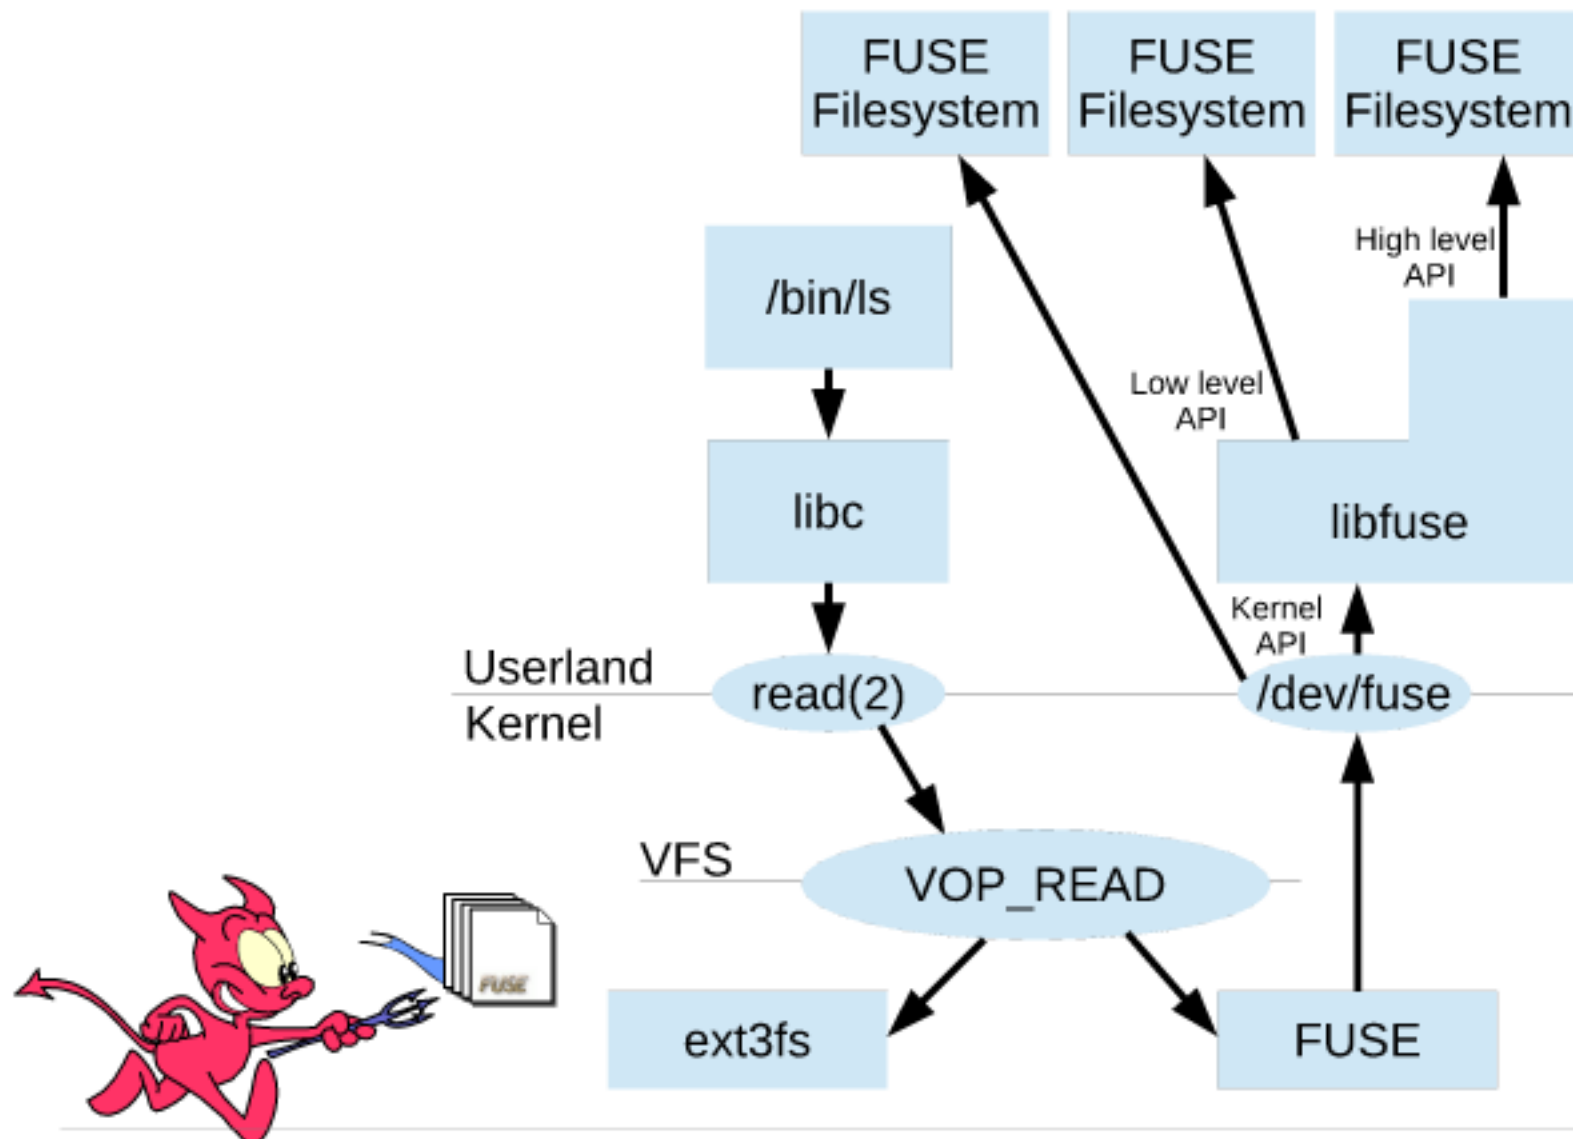 FUSE
Filesystem
FUSE
Filesystem
FUSE
Filesystem
/bin/ls
High level
API
Low level
API
libc
libfuse
Kernel
API
Userland
read(2)
/dev/fuse
Kernel
VFS
VOP_READ
FUSE
ext3fs
FUSE